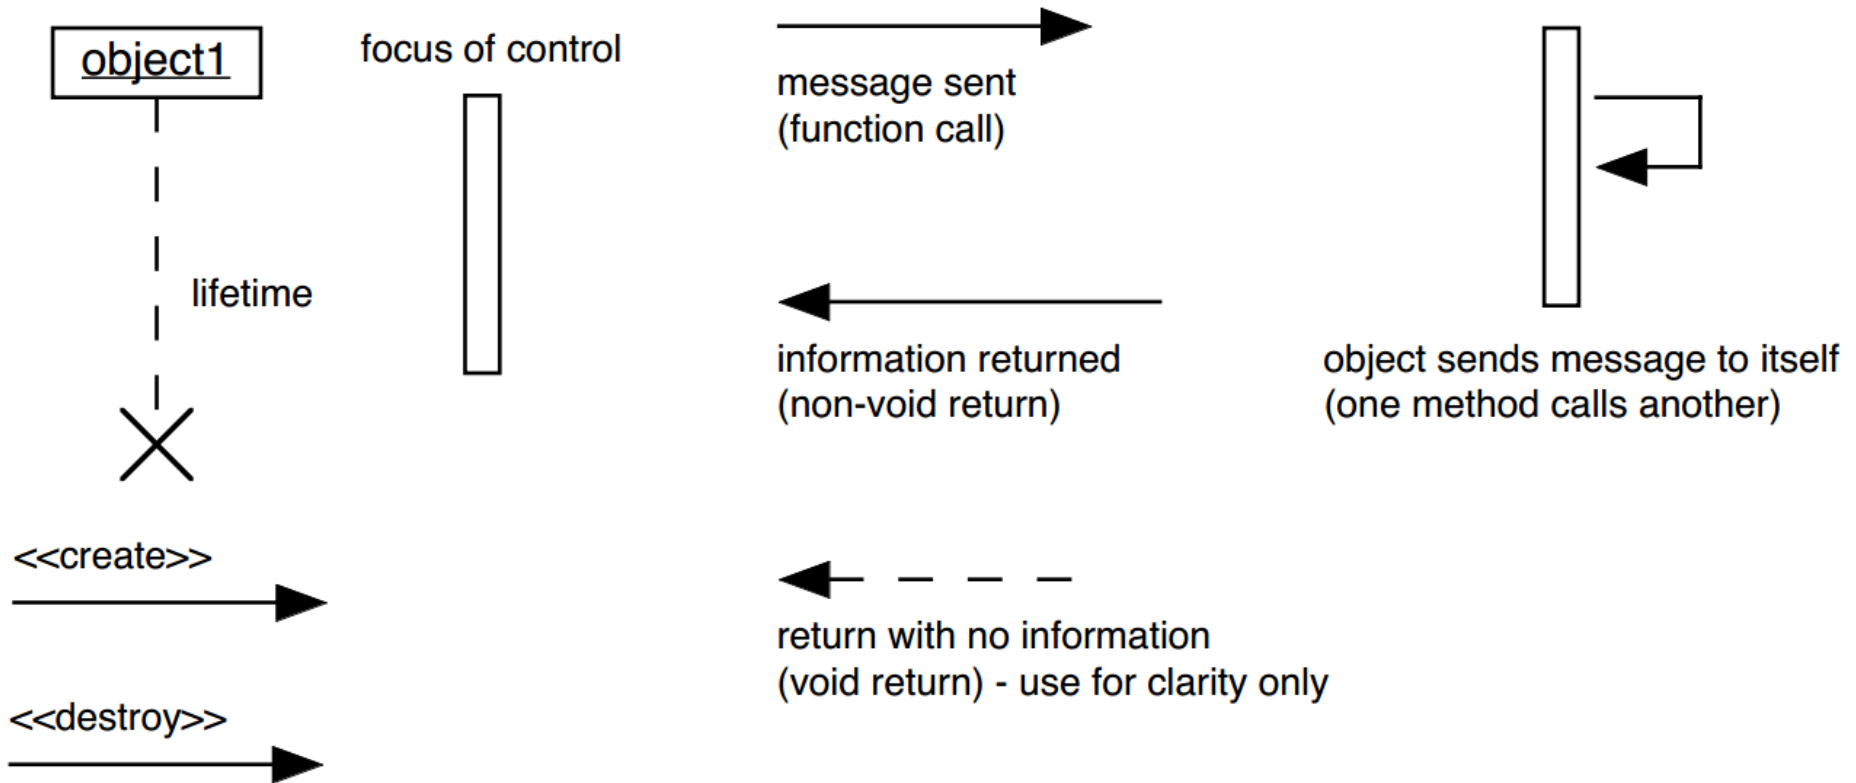 object1
focus of control
lifetime
<<create>>
<<destroy>>
message sent
(function call)
information returned
(non-void return)
return with no information
(void return) - use for clarity only
object sends message to itself
(one method calls another)